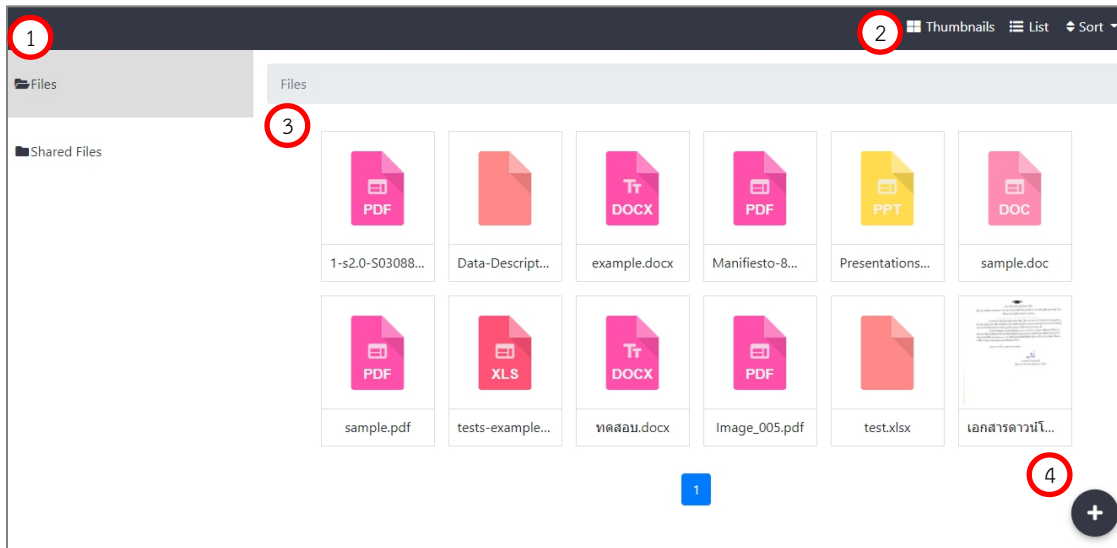 1
2
Thumbnails List Sort
Files
Files
3
Shared Files
PDF
Tт DOCX
PDF
PPT
DOC
1-s2.0-S03088...
Data-Descript...
example.docx
Manifiesto-8...
Presentations...
sample.doc
PDF
XLS
Tт DOCX
PDF
sample.pdf
tests-example...
ทดสอบ.docx
Image_005.pdf
test.xlsx
เอกสารดาวน์โ...
1
4
+